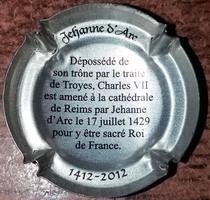 Jehanne d'Arc
Dépossédé de
son trône par le traité
de Troyes, Charles VII
est amené à la cathédrale
de Reims par Jehanne
d'Arc le 17 juillet 1429
pour y être sacré Roi
de France.
1412-2012